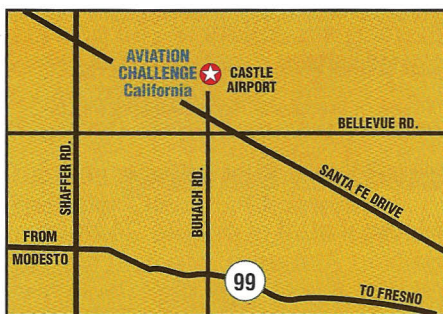 AVIATION
CHALLENGE
California
CASTLE
AIRPORT
BELLEVUE RD.
SHAFFER RD.
BUHACH RD.
SANTA FE DRIVE
FROM
MODESTO
99
TO FRESNO